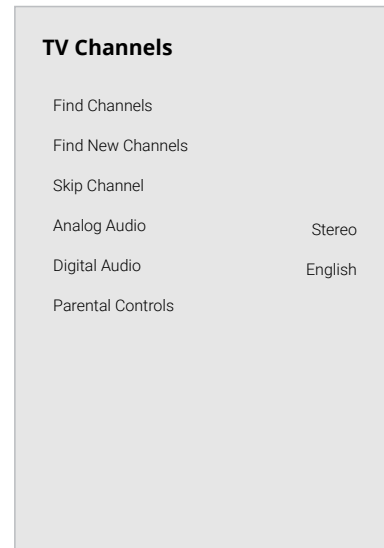 TV Channels
Find Channels
Find New Channels
Skip Channel
Analog Audio Stereo
Digital Audio English
Parental Controls